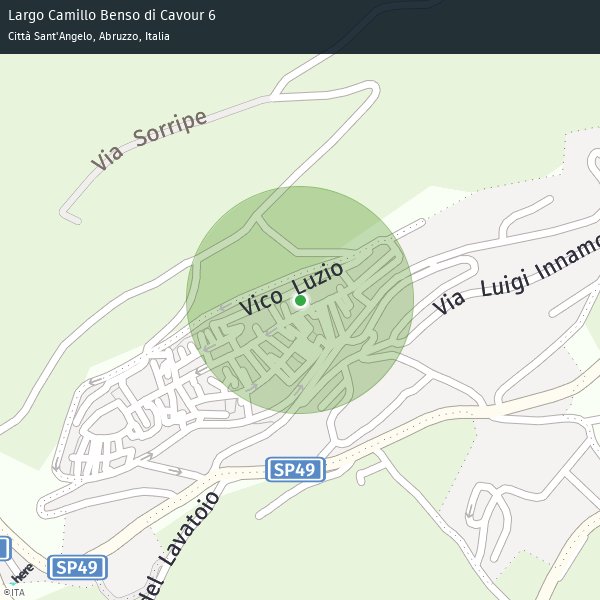 Largo Camillo Benso di Cavour 6
Città Sant'Angelo, Abruzzo, Italia
Via Sorripe
Vico Luzio
Via Luigi Innamo
SP49
del Lavatoio
SP49
here
©ITA